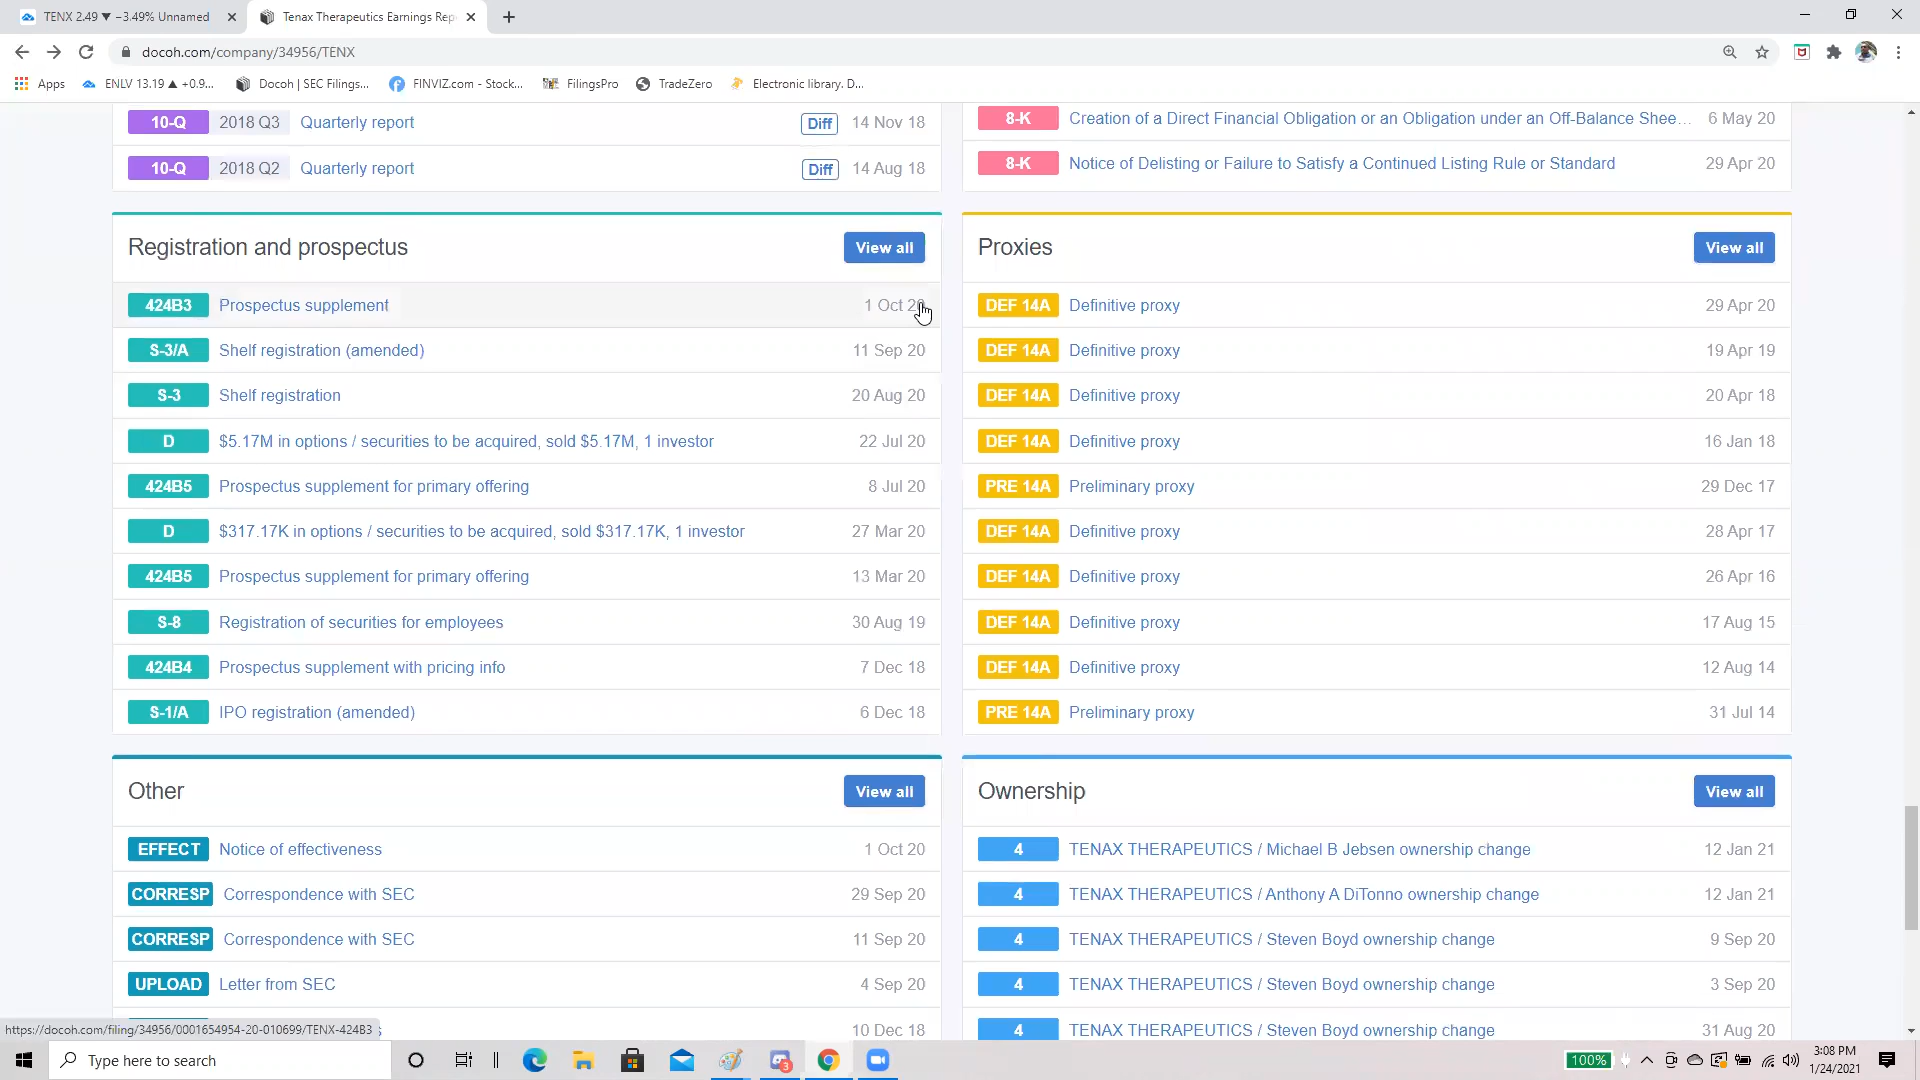 TENX 2.49 ▼ −3.49% Unnamed
Tenax Therapeutics Earnings Rep
docoh.com/company/34956/TENX
Apps
ENLV 13.19 ▲ +0.9...
Docoh | SEC Filings...
FINVIZ.com - Stock...
FilingsPro
TradeZero
Electronic library. D...
10-Q 2018 Q3 Quarterly report Diff 14 Nov 18
10-Q 2018 Q2 Quarterly report Diff 14 Aug 18
8-K Creation of a Direct Financial Obligation or an Obligation under an Off-Balance Shee... 6 May 20
8-K Notice of Delisting or Failure to Satisfy a Continued Listing Rule or Standard 29 Apr 20
Registration and prospectus View all
424B3 Prospectus supplement 1 Oct 20
S-3/A Shelf registration (amended) 11 Sep 20
S-3 Shelf registration 20 Aug 20
D $5.17M in options / securities to be acquired, sold $5.17M, 1 investor 22 Jul 20
424B5 Prospectus supplement for primary offering 8 Jul 20
D $317.17K in options / securities to be acquired, sold $317.17K, 1 investor 27 Mar 20
424B5 Prospectus supplement for primary offering 13 Mar 20
S-8 Registration of securities for employees 30 Aug 19
424B4 Prospectus supplement with pricing info 7 Dec 18
S-1/A IPO registration (amended) 6 Dec 18
Proxies View all
DEF 14A Definitive proxy 29 Apr 20
DEF 14A Definitive proxy 19 Apr 19
DEF 14A Definitive proxy 20 Apr 18
DEF 14A Definitive proxy 16 Jan 18
PRE 14A Preliminary proxy 29 Dec 17
DEF 14A Definitive proxy 28 Apr 17
DEF 14A Definitive proxy 26 Apr 16
DEF 14A Definitive proxy 17 Aug 15
DEF 14A Definitive proxy 12 Aug 14
PRE 14A Preliminary proxy 31 Jul 14
Other View all
EFFECT Notice of effectiveness 1 Oct 20
CORRESP Correspondence with SEC 29 Sep 20
CORRESP Correspondence with SEC 11 Sep 20
UPLOAD Letter from SEC 4 Sep 20
10 Dec 18
Ownership View all
4 TENAX THERAPEUTICS / Michael B Jebsen ownership change 12 Jan 21
4 TENAX THERAPEUTICS / Anthony A DiTonno ownership change 12 Jan 21
4 TENAX THERAPEUTICS / Steven Boyd ownership change 9 Sep 20
4 TENAX THERAPEUTICS / Steven Boyd ownership change 3 Sep 20
4 TENAX THERAPEUTICS / Steven Boyd ownership change 31 Aug 20
https://docoh.com/filing/34956/0001654954-20-010699/TENX-424B3
Type here to search
3
100%
3:08 PM
1/24/2021